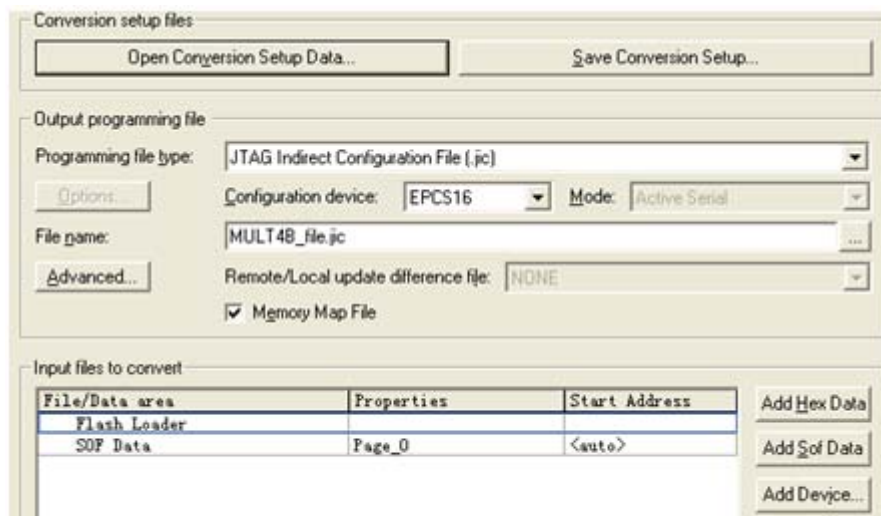 Conversion setup files
Open Conversion Setup Data...
Save Conversion Setup...
Output programming file
Programming file type:
JTAG Indirect Configuration File (.jic)
Options...
Configuration device:
EPCS16
Mode:
Active Serial
File name:
MULT4B_file.jic
...
Advanced...
Remote/Local update difference file:
NONE
Memory Map File
Input files to convert
File/Data area Properties Start Address
Flash Loader
SOF Data Page_0 <auto>
Add Hex Data
Add Sof Data
Add Device...